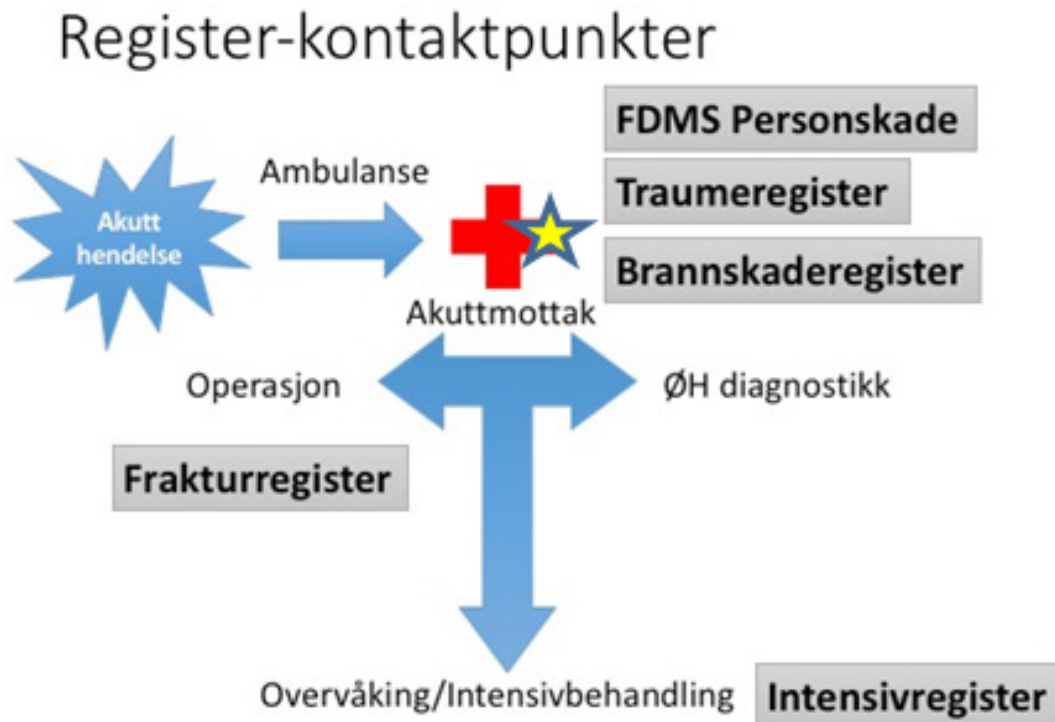 Register-kontaktpunkter
FDMS Personskade
Ambulanse
Traumeregister
Akutt
hendelse
Brannskaderegister
Akuttmottak
Operasjon
ØH diagnostikk
Frakturregister
Overvåking/Intensivbehandling
Intensivregister